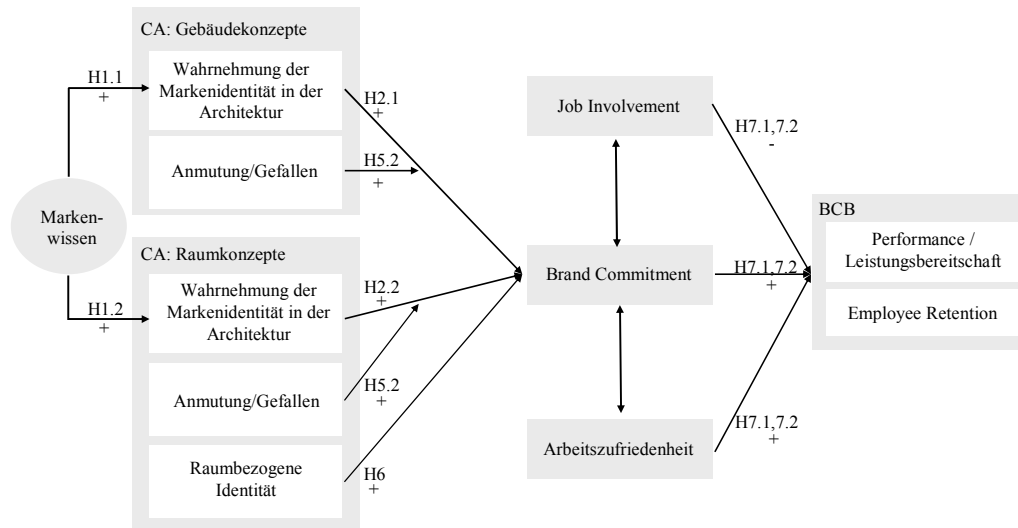 CA: Gebäudekonzepte
H1.1
+
Wahrnehmung der
Markenidentität in der
Architektur
H2.1
+
Anmutung/Gefallen
H5.2
+
Marken-
wissen
CA: Raumkonzepte
H1.2
+
Wahrnehmung der
Markenidentität in der
Architektur
H2.2
+
Anmutung/Gefallen
H5.2
+
Raumbezogene
Identität
H6
+
Job Involvement
H7.1,7.2
-
Brand Commitment
H7.1,7.2
+
Arbeitszufriedenheit
H7.1,7.2
+
BCB
Performance /
Leistungsbereitschaft
Employee Retention